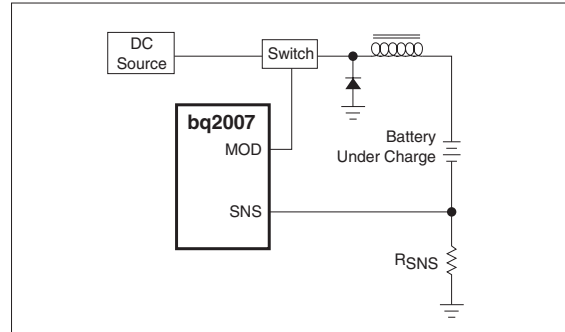 DC
Source
Switch
bq2007
MOD
Battery
Under Charge
SNS
RSNS